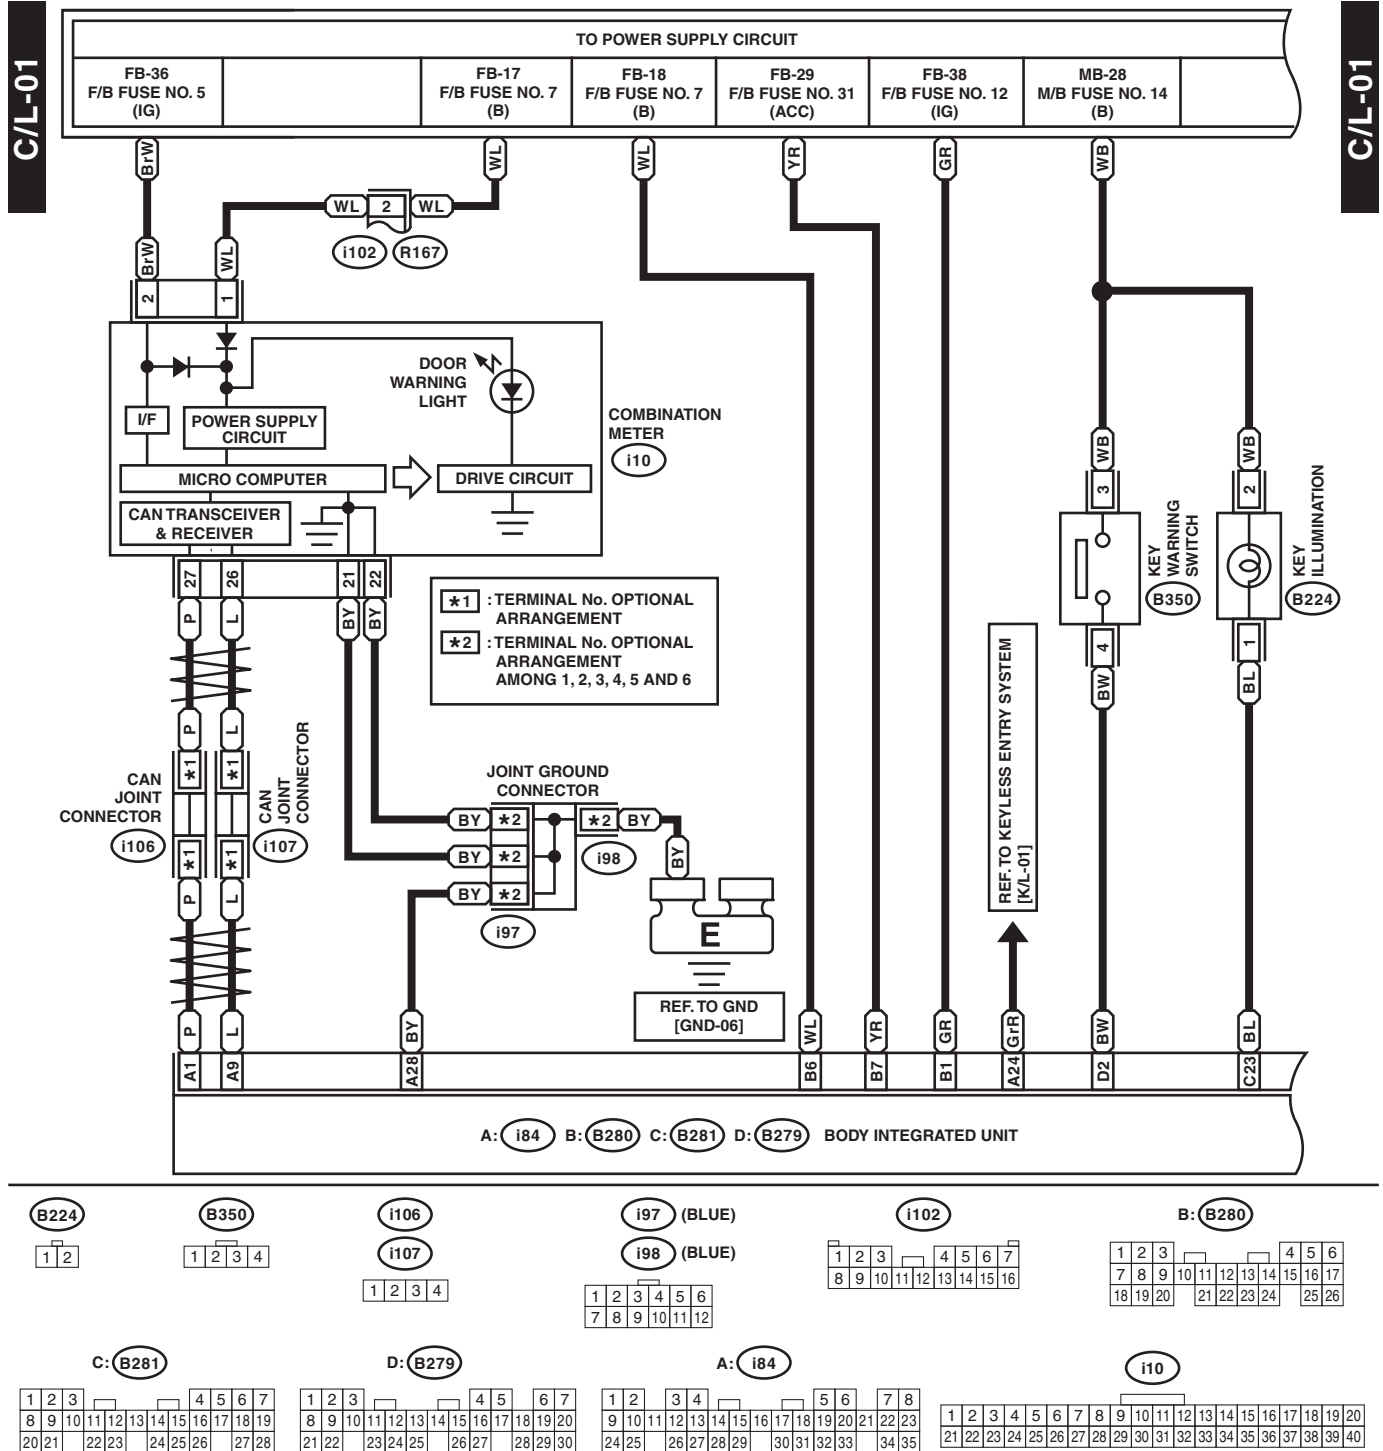 C/L-01
C/L-01
TO POWER SUPPLY CIRCUIT
FB-36
F/B FUSE NO. 5
(IG)
FB-17
F/B FUSE NO. 7
(B)
FB-18
F/B FUSE NO. 7
(B)
FB-29
F/B FUSE NO. 31
(ACC)
FB-38
F/B FUSE NO. 12
(IG)
MB-28
M/B FUSE NO. 14
(B)
BrW
WL
WL
YR
GR
WB
WL 2 WL
i102 R167
BrW
WL
2
1
DOOR
WARNING
LIGHT
I/F
POWER SUPPLY
CIRCUIT
COMBINATION
METER
i10
MICRO COMPUTER
DRIVE CIRCUIT
CAN TRANSCEIVER
& RECEIVER
WB
WB
3
2
KEY
WARNING
SWITCH
B350
KEY
ILLUMINATION
B224
27
26
21
22
P
L
BY
BY
*1 : TERMINAL No. OPTIONAL
ARRANGEMENT
*2 : TERMINAL No. OPTIONAL
ARRANGEMENT
AMONG 1, 2, 3, 4, 5 AND 6
4
1
BW
BL
REF. TO KEYLESS ENTRY SYSTEM
[K/L-01]
P
L
*1
*1
CAN
JOINT
CONNECTOR
i106
CAN
JOINT
CONNECTOR
i107
*1
*1
P
L
JOINT GROUND
CONNECTOR
BY *2
*2 BY
BY *2
i98
BY
BY *2
i97
E
REF. TO GND
[GND-06]
P
L
BY
WL
YR
GR
GrR
BW
BL
A1
A9
A28
B6
B7
B1
A24
D2
C23
A: i84 B: B280 C: B281 D: B279 BODY INTEGRATED UNIT
B224
1 2
B350
1 2 3 4
i106
i107
1 2 3 4
i97 (BLUE)
i98 (BLUE)
1 2 3 4 5 6
7 8 9 10 11 12
i102
1 2 3 4 5 6 7
8 9 10 11 12 13 14 15 16
B: B280
1 2 3 4 5 6
7 8 9 10 11 12 13 14 15 16 17
18 19 20 21 22 23 24 25 26
C: B281
1 2 3 4 5 6 7
8 9 10 11 12 13 14 15 16 17 18 19
20 21 22 23 24 25 26 27 28
D: B279
1 2 3 4 5 6 7
8 9 10 11 12 13 14 15 16 17 18 19 20
21 22 23 24 25 26 27 28 29 30
A: i84
1 2 3 4 5 6 7 8
9 10 11 12 13 14 15 16 17 18 19 20 21 22 23
24 25 26 27 28 29 30 31 32 33 34 35
i10
1 2 3 4 5 6 7 8 9 10 11 12 13 14 15 16 17 18 19 20
21 22 23 24 25 26 27 28 29 30 31 32 33 34 35 36 37 38 39 40